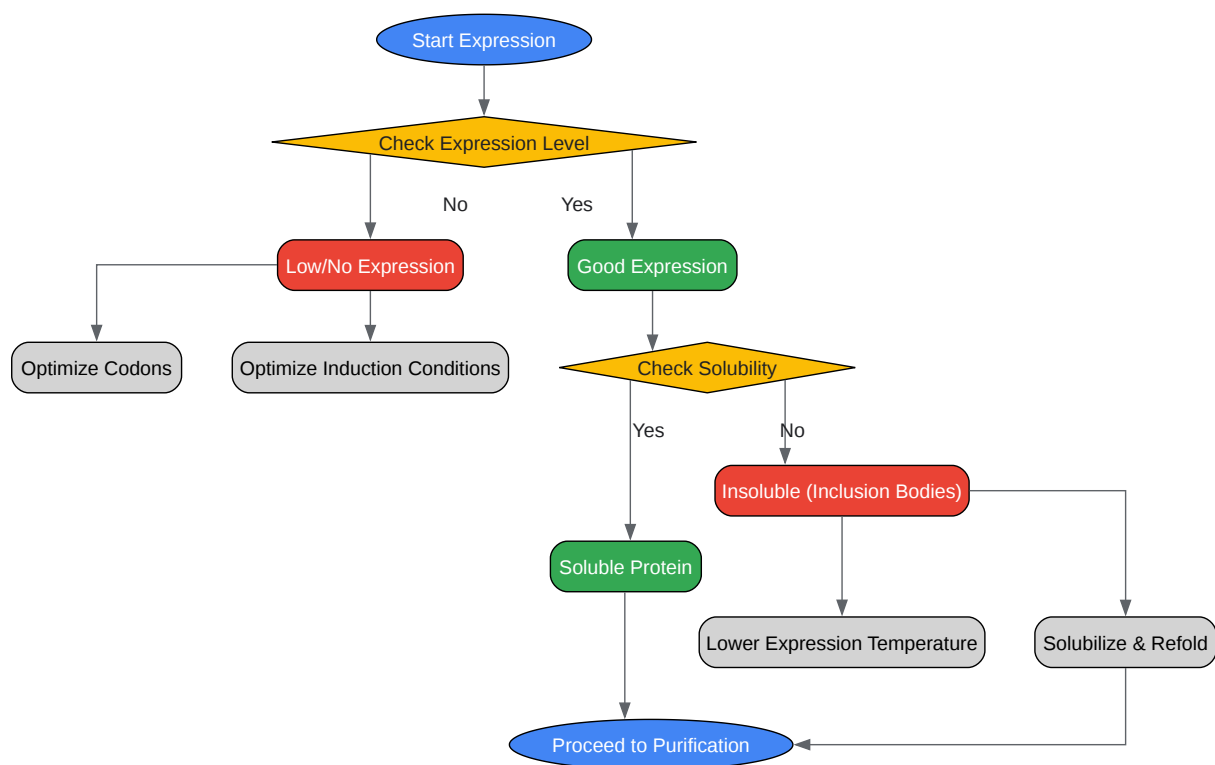 Start Expression
Check Expression Level
No
Yes
Low/No Expression
Good Expression
Optimize Codons
Optimize Induction Conditions
Check Solubility
Yes
No
Insoluble (Inclusion Bodies)
Soluble Protein
Lower Expression Temperature
Solubilize & Refold
Proceed to Purification